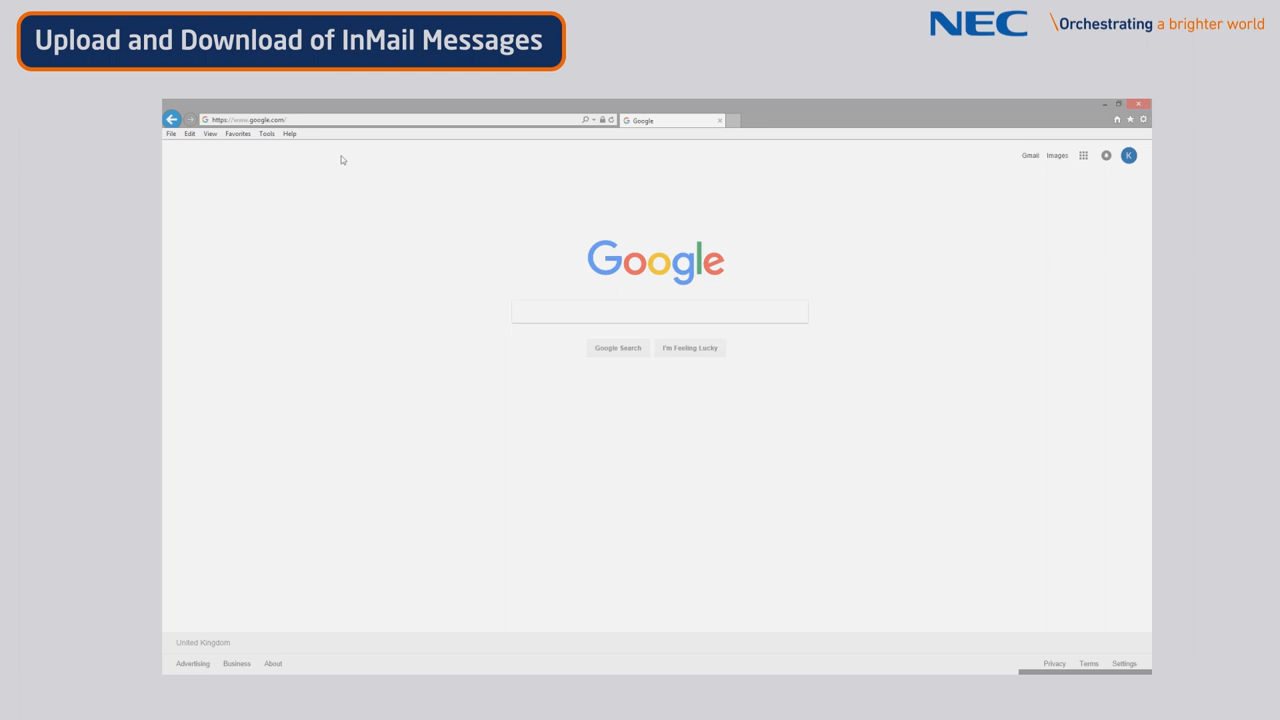 Upload and Download of InMail Messages
NEC \Orchestrating a brighter world
https://www.google.com/
Google
File Edit View Favorites Tools Help
Gmail Images K
Google
Google Search I'm Feeling Lucky
United Kingdom
Advertising Business About Privacy Terms Settings